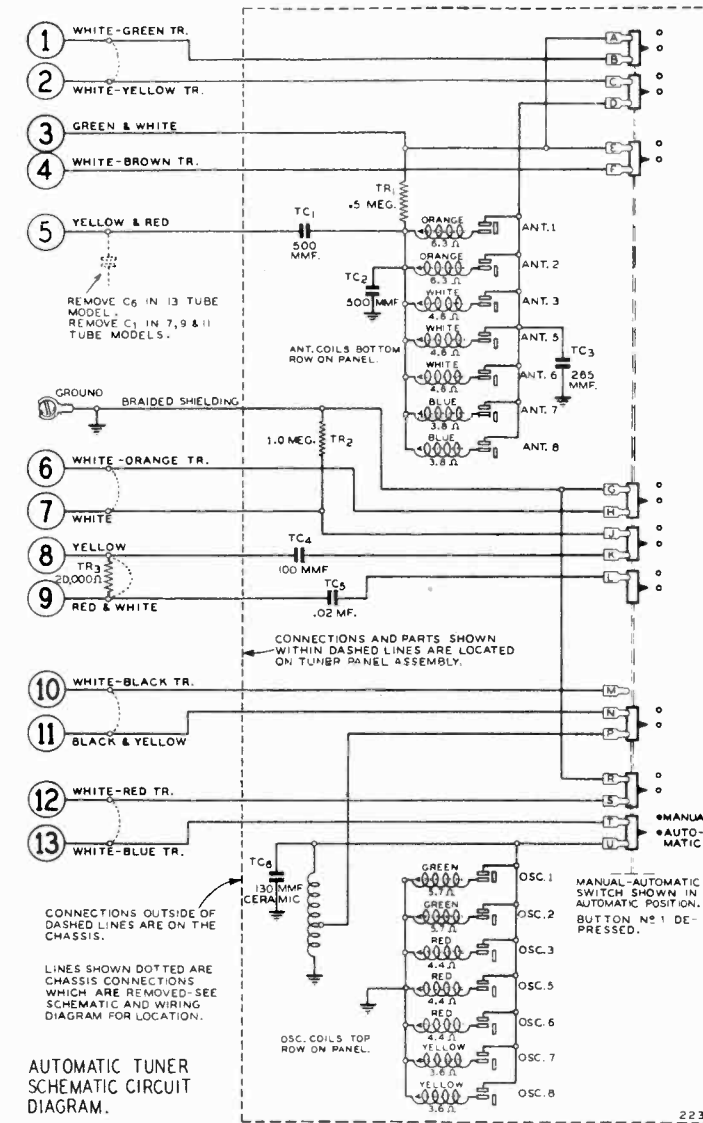 1 WHITE-GREEN TR.
2 WHITE-YELLOW TR.
3 GREEN & WHITE
4 WHITE-BROWN TR.
5 YELLOW & RED
REMOVE C6 IN 13 TUBE
MODEL.
REMOVE C1 IN 7, 9 & 11
TUBE MODELS.
GROUND
BRAIDED SHIELDING
6 WHITE-ORANGE TR.
7 WHITE
8 YELLOW
TR3
20,000Ω
9 RED & WHITE
10 WHITE-BLACK TR.
11 BLACK & YELLOW
12 WHITE-RED TR.
13 WHITE-BLUE TR.
TR1
.5 MEG.
TC1
500
MMF.
TC2
500 MMF
ANT. COILS BOTTOM
ROW ON PANEL.
ORANGE
6.3 Ω
ANT. 1
ORANGE
6.3 Ω
ANT. 2
WHITE
4.8 Ω
ANT. 3
WHITE
4.8 Ω
ANT. 5
WHITE
4.8 Ω
ANT. 6
BLUE
3.8 Ω
ANT. 7
BLUE
3.8 Ω
ANT. 8
TC3
285
MMF.
1.0 MEG. TR2
TC4
100 MMF
TC5
.02 MF.
CONNECTIONS AND PARTS SHOWN
WITHIN DASHED LINES ARE LOCATED
ON TUNER PANEL ASSEMBLY.
A
B
C
D
E
F
G
H
J
K
L
M
N
P
R
S
T
U
MANUAL
AUTO-
MATIC
MANUAL-AUTOMATIC
SWITCH SHOWN IN
AUTOMATIC POSITION.
BUTTON Nº 1 DE-
PRESSED.
130 MMF
CERAMIC
GREEN
5.7 Ω
OSC. 1
GREEN
5.7 Ω
OSC. 2
RED
4.4 Ω
OSC. 3
RED
4.4 Ω
OSC. 5
RED
4.4 Ω
OSC. 6
YELLOW
3.6 Ω
OSC. 7
YELLOW
3.6 Ω
OSC. 8
OSC. COILS TOP
ROW ON PANEL.
CONNECTIONS OUTSIDE OF
DASHED LINES ARE ON THE
CHASSIS.
LINES SHOWN DOTTED ARE
CHASSIS CONNECTIONS
WHICH ARE REMOVED-SEE
SCHEMATIC AND WIRING
DIAGRAM FOR LOCATION.
AUTOMATIC TUNER
SCHEMATIC CIRCUIT
DIAGRAM.
223